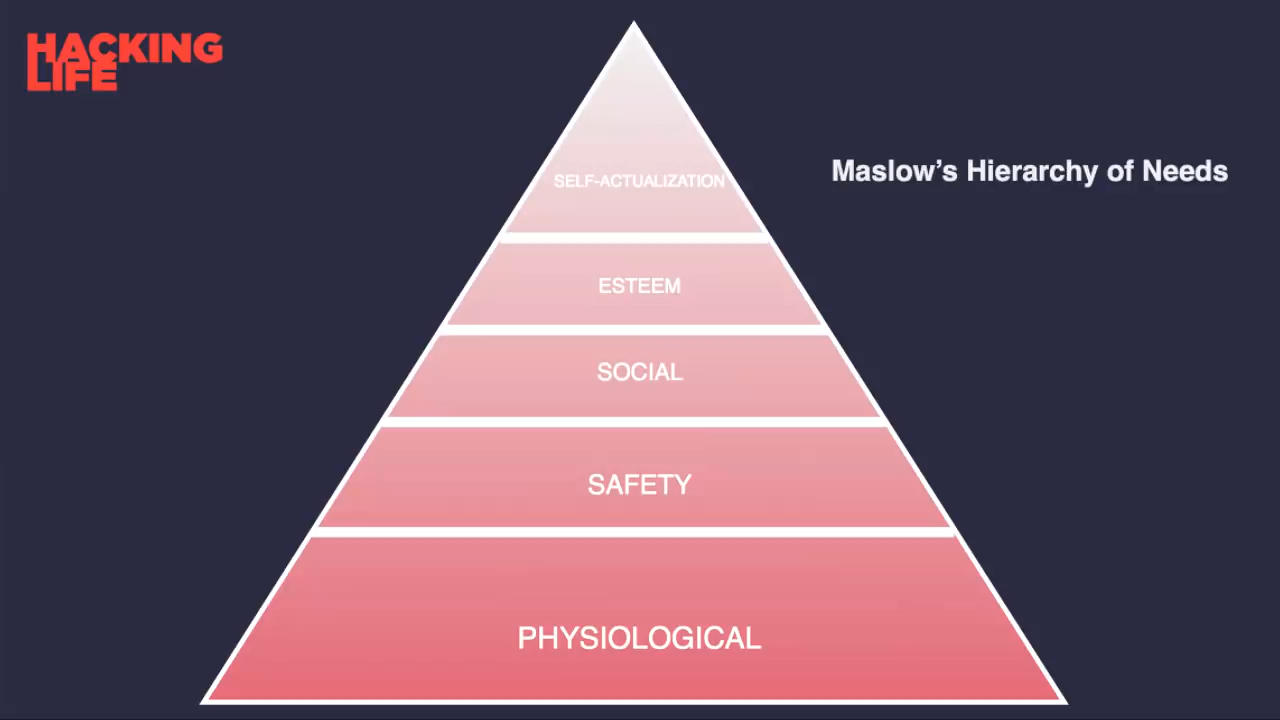 HACKING
LIFE
Maslow’s Hierarchy of Needs
SELF-ACTUALIZATION
ESTEEM
SOCIAL
SAFETY
PHYSIOLOGICAL